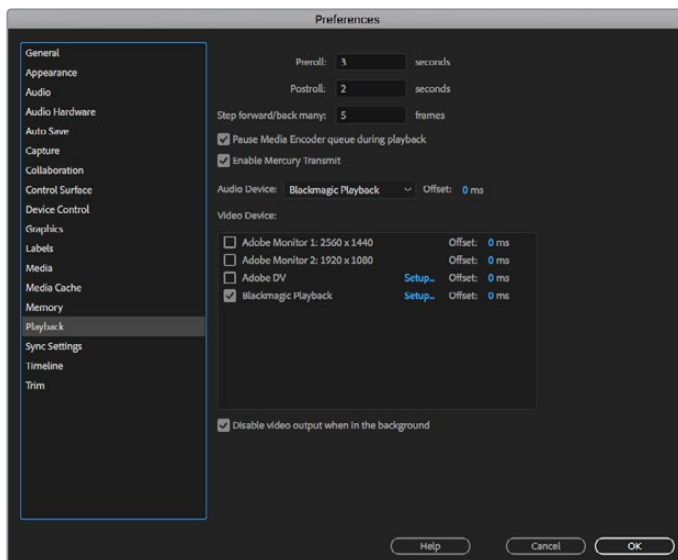 Preferences
General
Appearance
Audio
Audio Hardware
Auto Save
Capture
Collaboration
Control Surface
Device Control
Graphics
Labels
Media
Media Cache
Memory
Playback
Sync Settings
Timeline
Trim
Preroll: 3 seconds
Postroll: 2 seconds
Step forward/back many: 5 frames
Pause Media Encoder queue during playback
Enable Mercury Transmit
Audio Device: Blackmagic Playback Offset: 0 ms
Video Device:
Adobe Monitor 1: 2560 x 1440 Offset: 0 ms
Adobe Monitor 2: 1920 x 1080 Offset: 0 ms
Adobe DV Setup... Offset: 0 ms
Blackmagic Playback Setup... Offset: 0 ms
Disable video output when in the background
Help Cancel OK